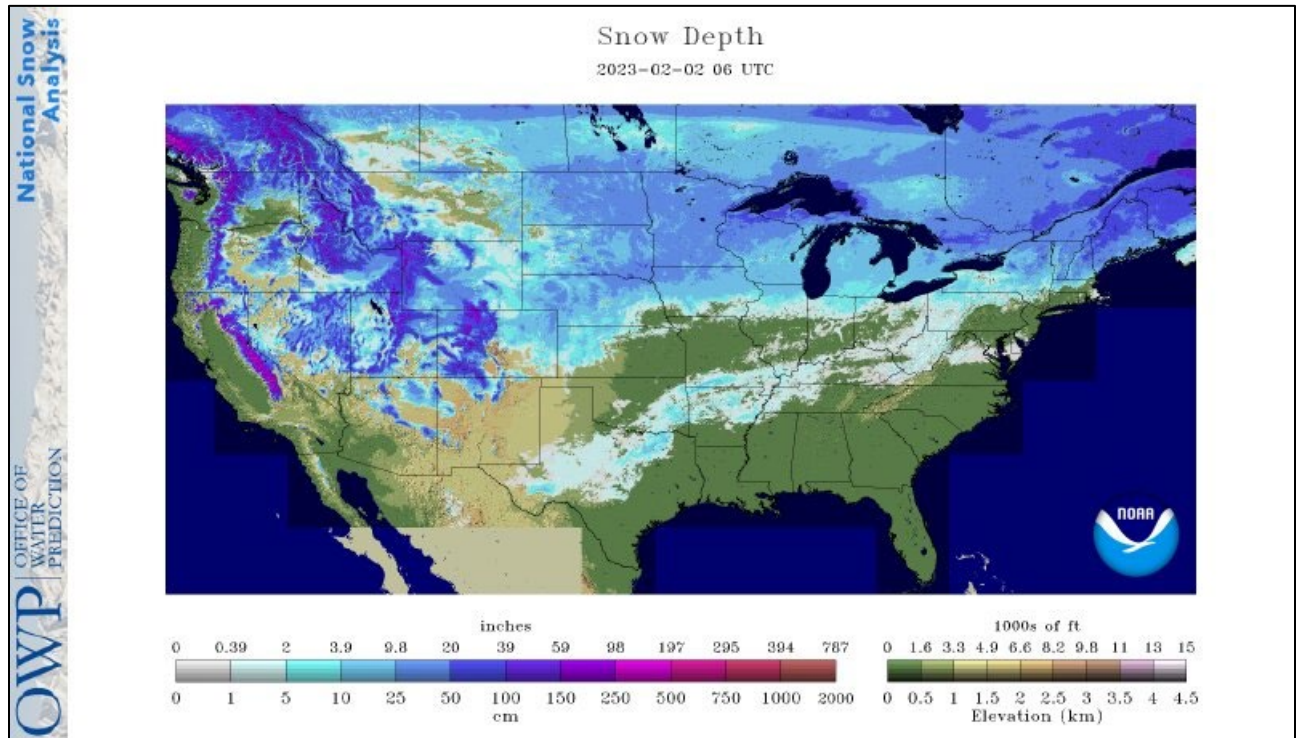 National Snow
Analysis
OWP
OFFICE OF
WATER
PREDICTION
Snow Depth
2023-02-02 06 UTC
NOAA
inches
0 0.39 2 3.9 9.8 20 39 59 98 197 295 394 787
0 1 5 10 25 50 100 150 250 500 750 1000 2000
cm
1000s of ft
0 1.6 3.3 4.9 6.6 8.2 9.8 11 13 15
0 0.5 1 1.5 2 2.5 3 3.5 4 4.5
Elevation (km)